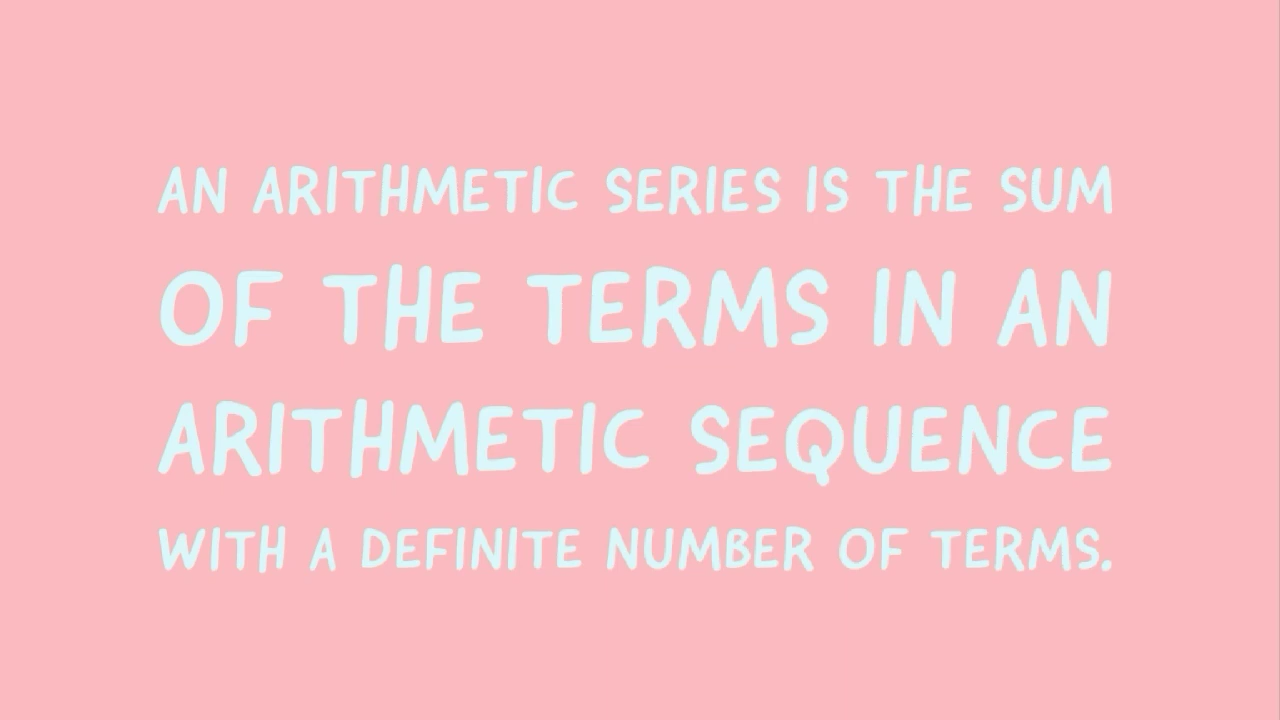 AN ARITHMETIC SERIES IS THE SUM
OF THE TERMS IN AN
ARITHMETIC SEQUENCE
WITH A DEFINITE NUMBER OF TERMS.